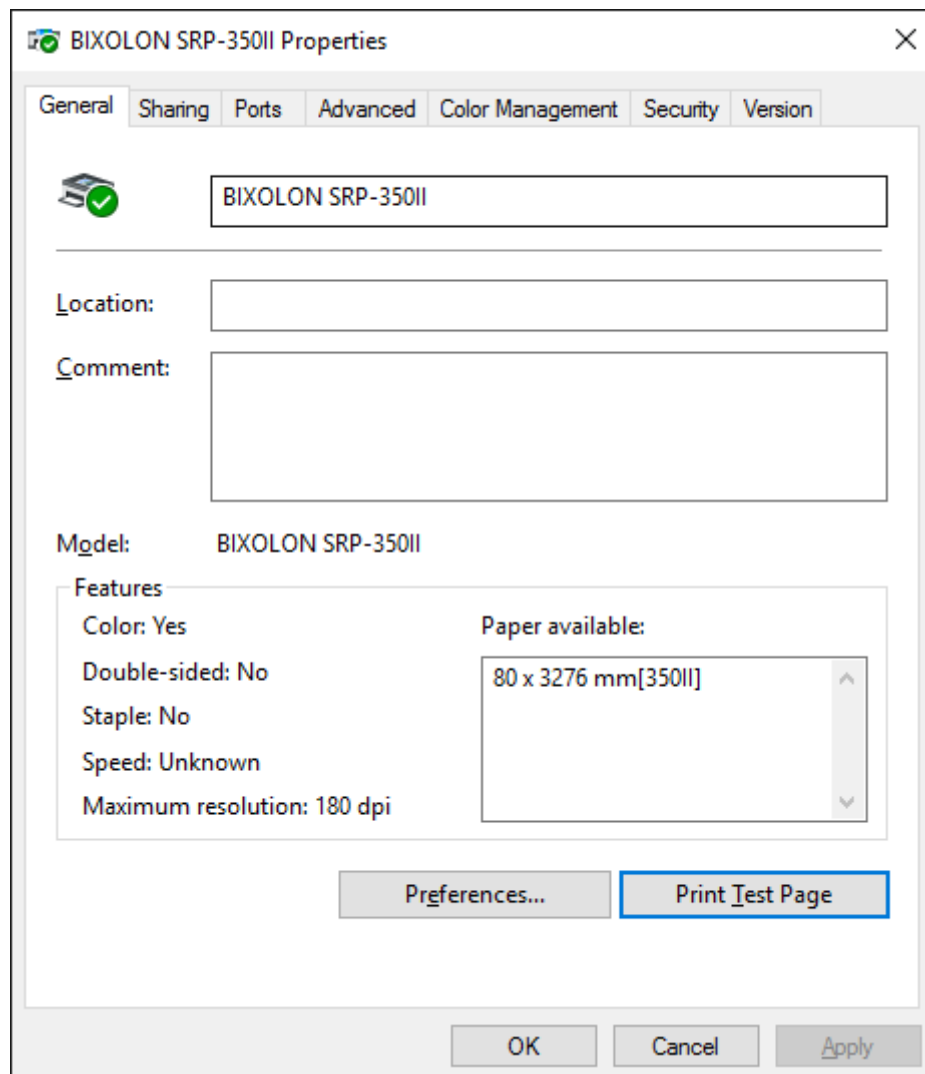 BIXOLON SRP-350II Properties
General Sharing Ports Advanced Color Management Security Version
BIXOLON SRP-350II
Location:
Comment:
Model: BIXOLON SRP-350II
Features
Color: Yes
Paper available:
Double-sided: No
80 x 3276 mm[350II]
Staple: No
Speed: Unknown
Maximum resolution: 180 dpi
Preferences... Print Test Page
OK Cancel Apply